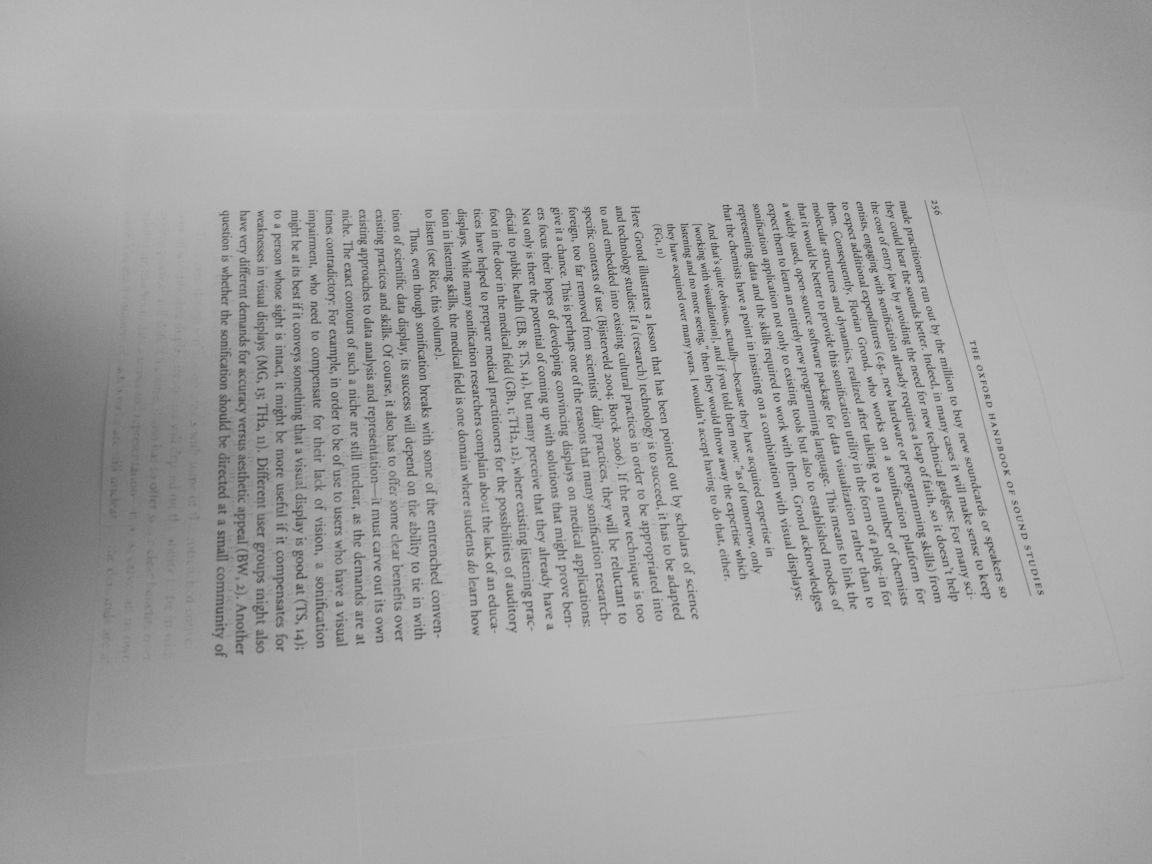 256 THE OXFORD HANDBOOK OF SOUND STUDIES
made practitioners run out by the million to buy new soundcards or speakers so
they could hear the sounds better. Indeed, in many cases, it will make sense to keep
the cost of entry low by avoiding the need for new technical gadgets: For many sci-
entists, engaging with sonification already requires a leap of faith, so it doesn't help
to expect additional expenditures (e.g., new hardware or programming skills) from
them. Consequently, Florian Grond, who works on a sonification platform for
molecular structures and dynamics, realized after talking to a number of chemists
that it would be better to provide this sonification utility in the form of a plug-in for
a widely used, open-source software package for data visualization rather than to
expect them to learn an entirely new programming language. This means to link the
sonification application not only to existing tools but also to established modes of
representing data and the skills required to work with them. Grond acknowledges
that the chemists have a point in insisting on a combination with visual displays:
And that's quite obvious, actually—because they have acquired expertise in
[working with visualization], and if you told them now: "as of tomorrow, only
listening and no more seeing," then they would throw away the expertise which
they have acquired over many years. I wouldn't accept having to do that, either.
(FG1, 11)
Here Grond illustrates a lesson that has been pointed out by scholars of science
and technology studies: If a (research) technology is to succeed, it has to be adapted
to and embedded into existing cultural practices in order to be appropriated into
specific contexts of use (Bijsterveld 2004; Borck 2006). If the new technique is too
foreign, too far removed from scientists' daily practices, they will be reluctant to
give it a chance. This is perhaps one of the reasons that many sonification research-
ers focus their hopes of developing convincing displays on medical applications:
Not only is there the potential of coming up with solutions that might prove ben-
eficial to public health (EB, 8; TS, 14), but many perceive that they already have a
foot in the door in the medical field (GB1, 1; TH2, 12), where existing listening prac-
tices have helped to prepare medical practitioners for the possibilities of auditory
displays. While many sonification researchers complain about the lack of an educa-
tion in listening skills, the medical field is one domain where students do learn how
to listen (see Rice, this volume).
Thus, even though sonification breaks with some of the entrenched conven-
tions of scientific data display, its success will depend on the ability to tie in with
existing practices and skills. Of course, it also has to offer some clear benefits over
existing approaches to data analysis and representation—it must carve out its own
niche. The exact contours of such a niche are still unclear, as the demands are at
times contradictory: For example, in order to be of use to users who have a visual
impairment, who need to compensate for their lack of vision, a sonification
might be at its best if it conveys something that a visual display is good at (TS, 14);
to a person whose sight is intact, it might be more useful if it compensates for
weaknesses in visual displays (MG, 13; TH2, 11). Different user groups might also
have very different demands for accuracy versus aesthetic appeal (BW, 2). Another
question is whether the sonification should be directed at a small community of